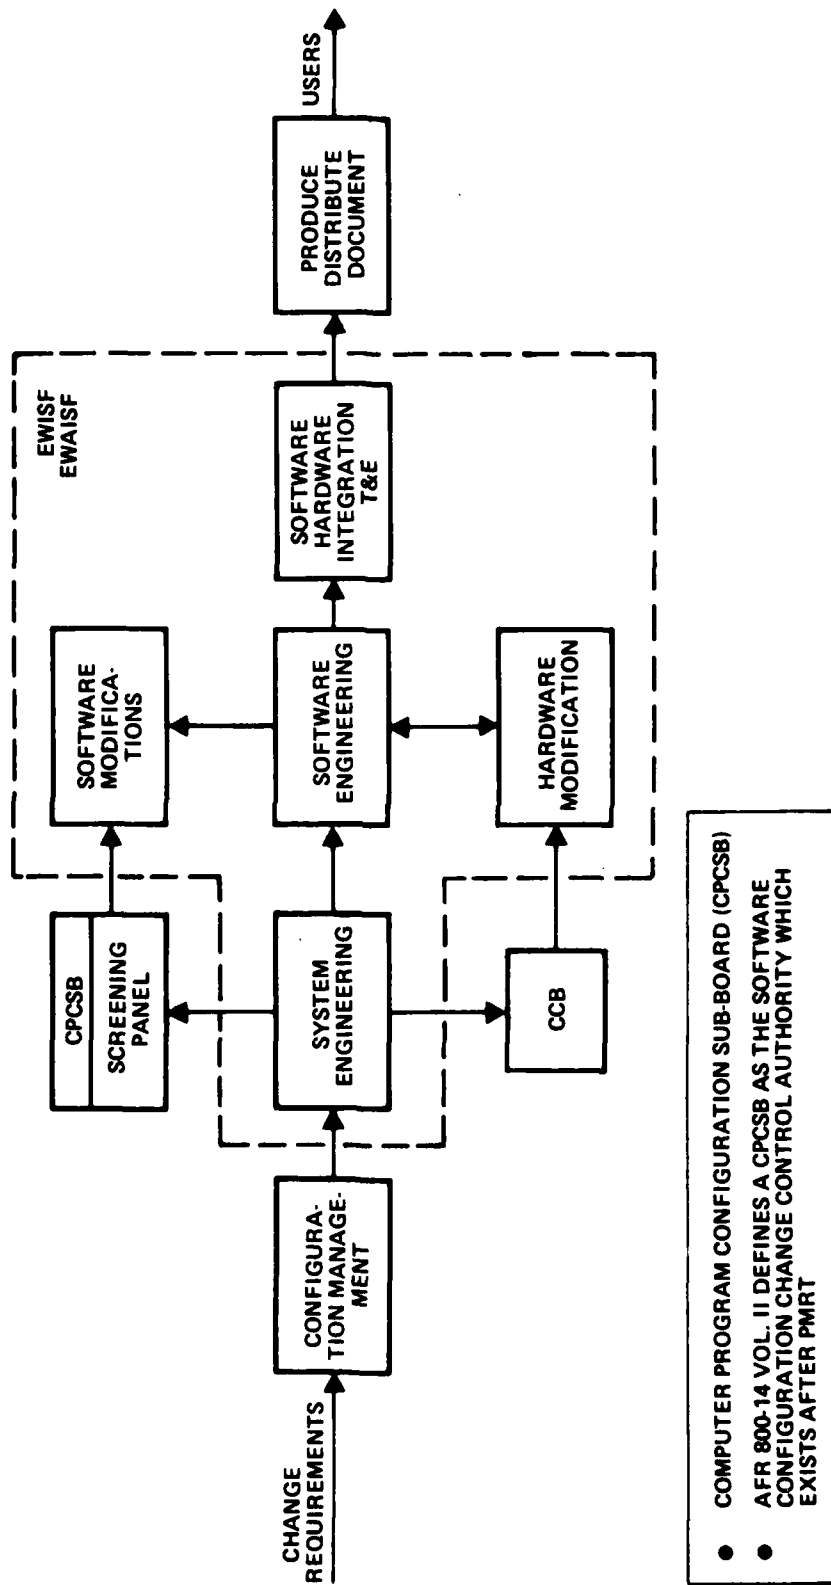 CHANGE
REQUIREMENTS
CONFIGURA-
TION MANAGE-
MENT
SYSTEM
ENGINEERING
CPCSB
SCREENING
PANEL
CCB
SOFTWARE
MODIFICA-
TIONS
SOFTWARE
ENGINEERING
HARDWARE
MODIFICATION
EWISF
EWAISF
SOFTWARE
HARDWARE
INTEGRATION
T&E
PRODUCE
DISTRIBUTE
DOCUMENT
USERS
● COMPUTER PROGRAM CONFIGURATION SUB-BOARD (CPCSB)
● AFR 800-14 VOL. II DEFINES A CPCSB AS THE SOFTWARE
CONFIGURATION CHANGE CONTROL AUTHORITY WHICH
EXISTS AFTER PMRT